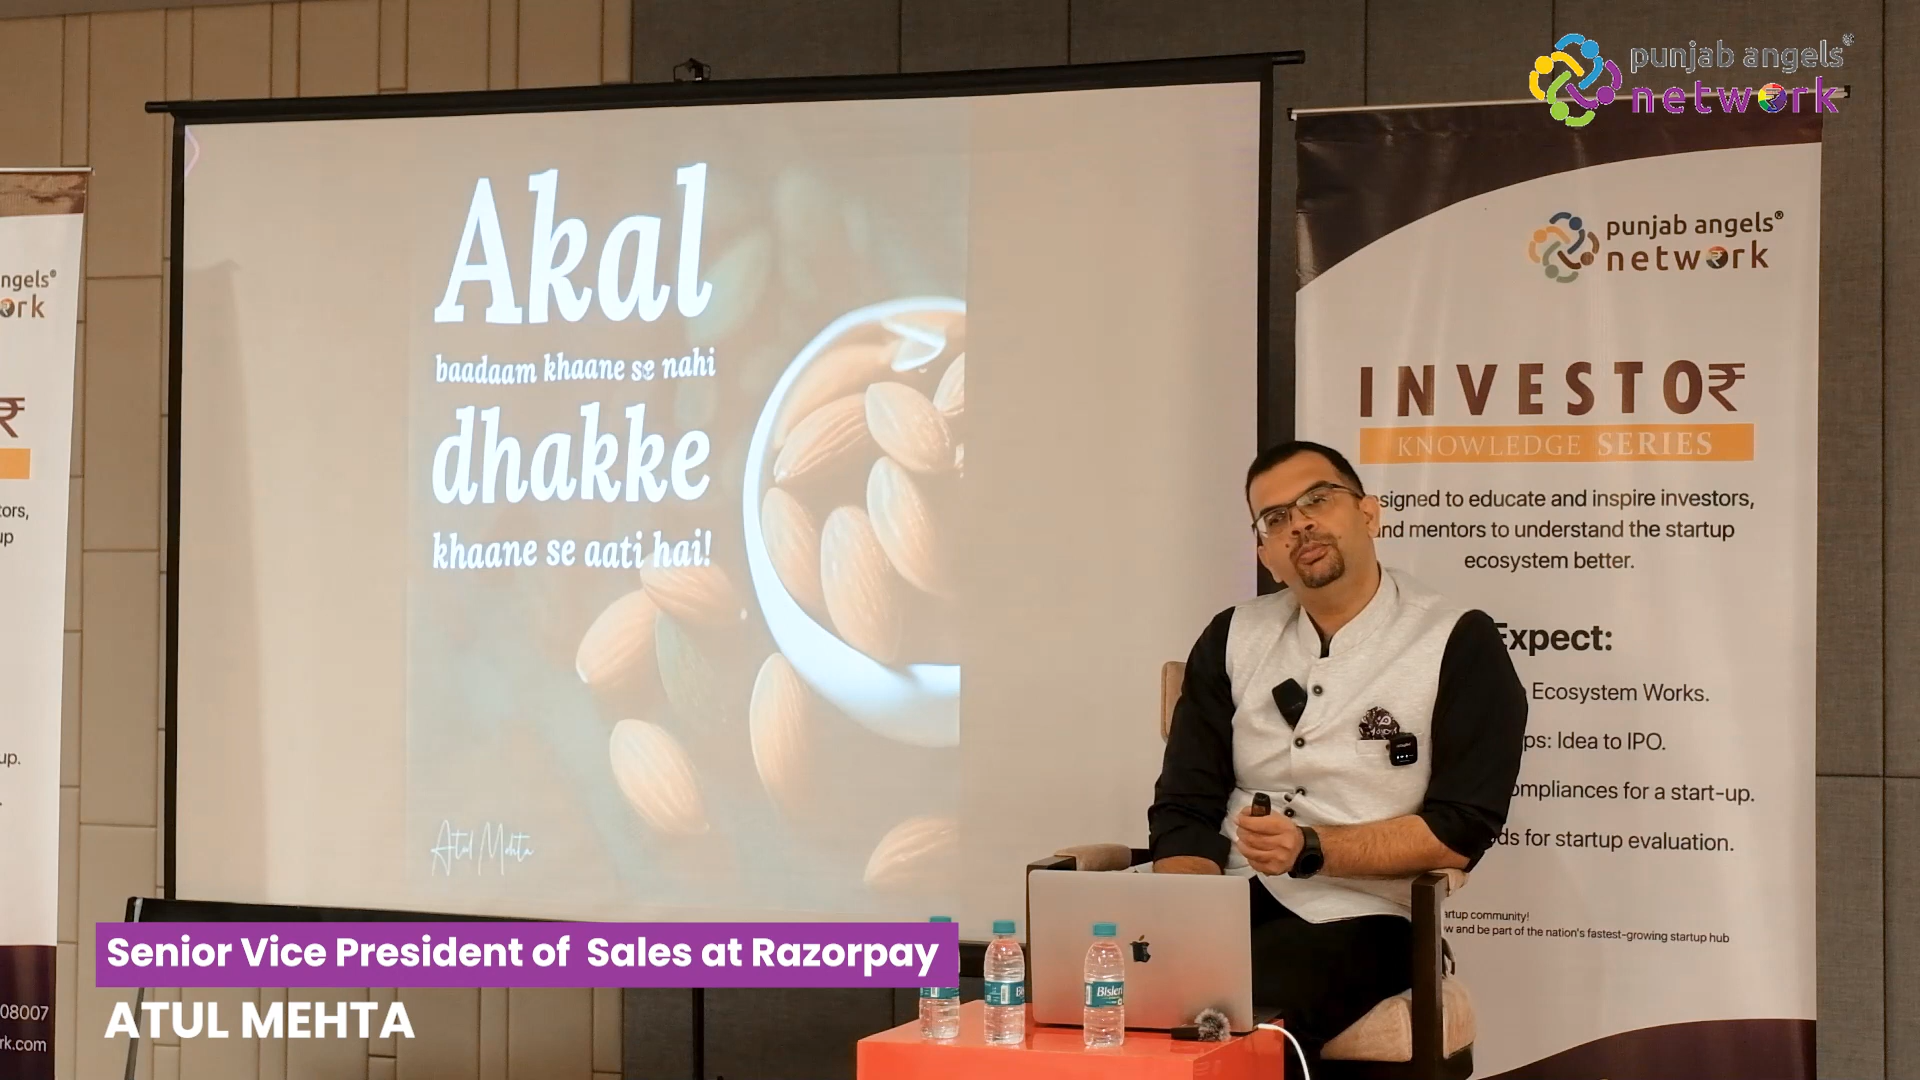 punjab angels®
network
Akal
baadaam khaane se nahi
dhakke
khaane se aati hai!
Atul Mehta
ngels®
ork
₹
tors,
up
up.
08007
rk.com
punjab angels®
network
INVESTO₹
KNOWLEDGE SERIES
signed to educate and inspire investors,
nd mentors to understand the startup
ecosystem better.
Expect:
Ecosystem Works.
ps: Idea to IPO.
ompliances for a start-up.
ds for startup evaluation.
artup community!
w and be part of the nation's fastest-growing startup hub
Senior Vice President of Sales at Razorpay
ATUL MEHTA
Bisleri